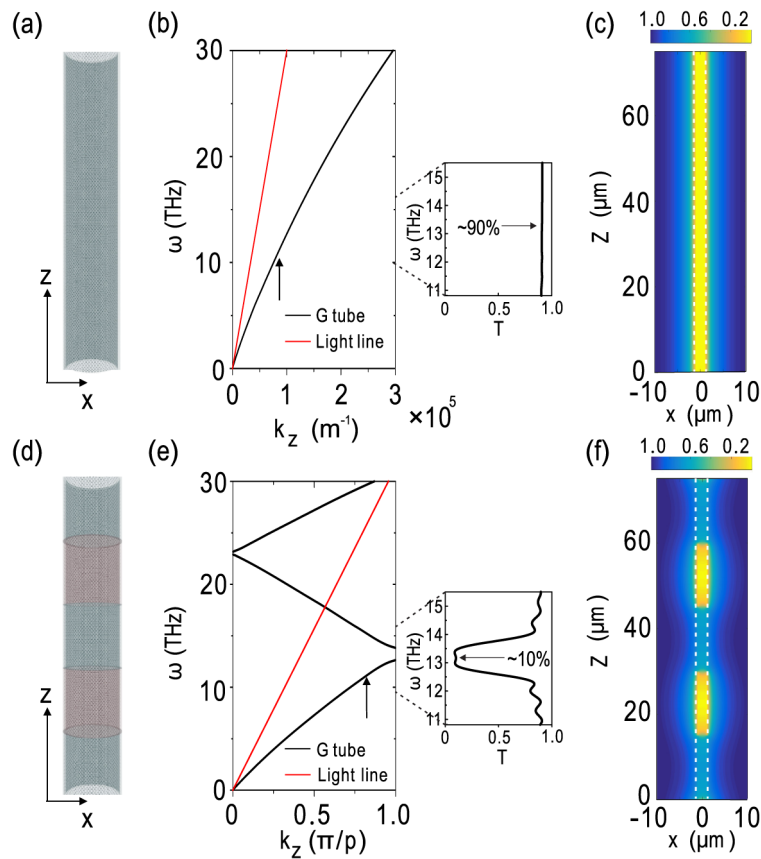 (a)
z
x
(b)
30
20
10
0
ω (THz)
G tube
Light line
0
1
2
3
k_z (m⁻¹)
×10⁵
15
14
13
12
11
ω (THz)
~90%
0
0.5
1.0
T
(c)
1.0 0.6 0.2
60
40
20
0
Z (μm)
-10 0 10
x (μm)
(d)
z
x
(e)
30
20
10
0
ω (THz)
G tube
Light line
0
0.5
1.0
k_z (π/p)
15
14
13
12
11
ω (THz)
~10%
0
0.5
1.0
T
(f)
1.0 0.6 0.2
60
40
20
0
Z (μm)
-10 0 10
x (μm)